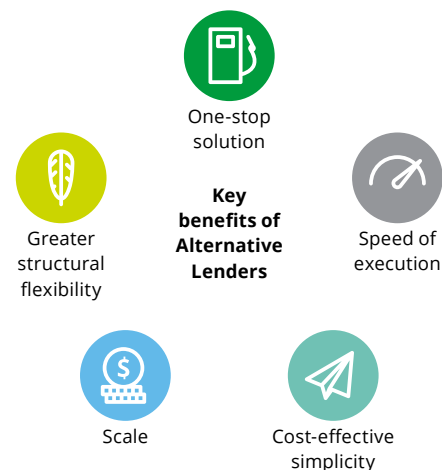 One-stop
solution
Key
benefits of
Alternative
Lenders
Greater
structural
flexibility
Speed of
execution
$
Scale
Cost-effective
simplicity